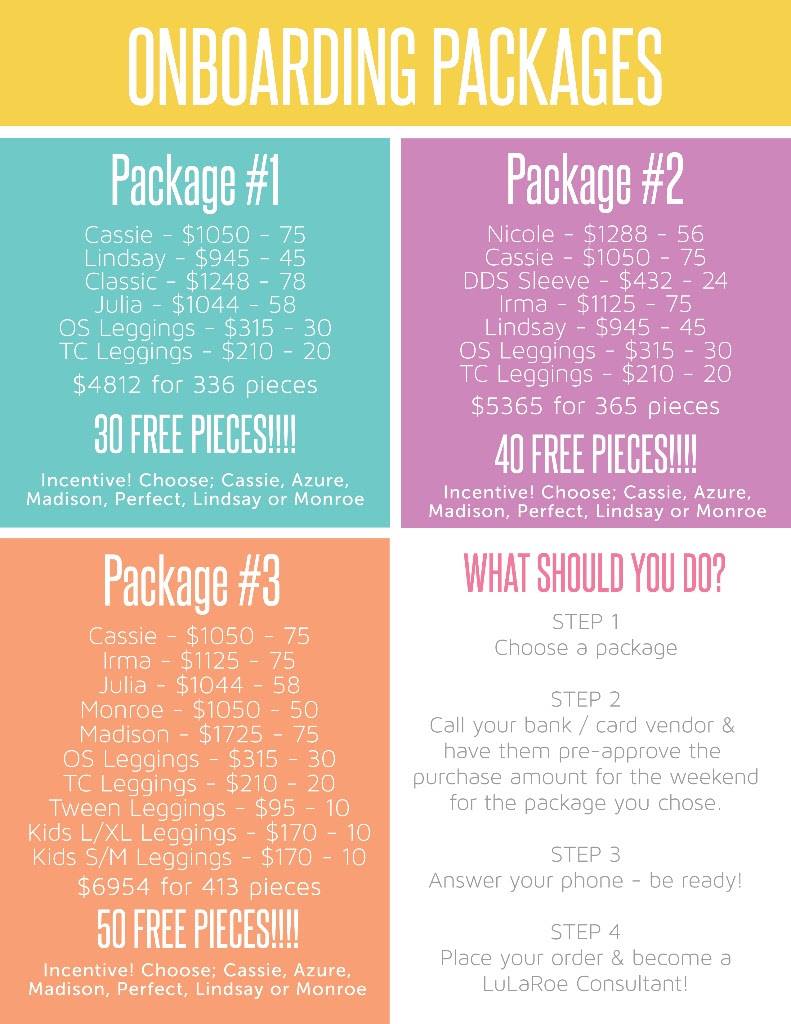 ONBOARDING PACKAGES
Package #1
Cassie - $1050 - 75
Lindsay - $945 - 45
Classic - $1248 - 78
Julia - $1044 - 58
OS Leggings - $315 - 30
TC Leggings - $210 - 20
$4812 for 336 pieces
30 FREE PIECES!!!!
Incentive! Choose; Cassie, Azure,
Madison, Perfect, Lindsay or Monroe
Package #2
Nicole - $1288 - 56
Cassie - $1050 - 75
DDS Sleeve - $432 - 24
Irma - $1125 - 75
Lindsay - $945 - 45
OS Leggings - $315 - 30
TC Leggings - $210 - 20
$5365 for 365 pieces
40 FREE PIECES!!!!
Incentive! Choose; Cassie, Azure,
Madison, Perfect, Lindsay or Monroe
Package #3
Cassie - $1050 - 75
Irma - $1125 - 75
Julia - $1044 - 58
Monroe - $1050 - 50
Madison - $1725 - 75
OS Leggings - $315 - 30
TC Leggings - $210 - 20
Tween Leggings - $95 - 10
Kids L/XL Leggings - $170 - 10
Kids S/M Leggings - $170 - 10
$6954 for 413 pieces
50 FREE PIECES!!!!
Incentive! Choose; Cassie, Azure,
Madison, Perfect, Lindsay or Monroe
WHAT SHOULD YOU DO?
STEP 1
Choose a package
STEP 2
Call your bank / card vendor &
have them pre-approve the
purchase amount for the weekend
for the package you chose.
STEP 3
Answer your phone - be ready!
STEP 4
Place your order & become a
LuLaRoe Consultant!